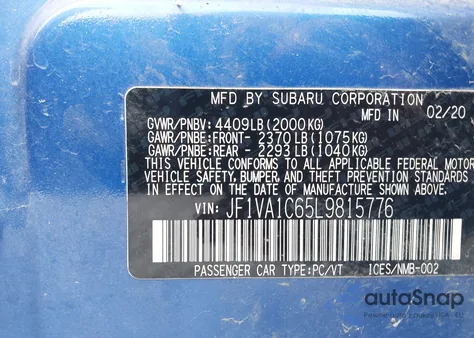 MFD BY SUBARU CORPORATION
MFD IN 02/20
GVWR/PNBV: 4409LB(2000KG)
GAWR/PNBE:FRONT- 2370LB(1075KG)
GAWR/PNBE:REAR - 2293LB(1040KG)
THIS VEHICLE CONFORMS TO ALL APPLICABLE FEDERAL MOTOR
VEHICLE SAFETY, BUMPER, AND THEFT PREVENTION STANDARDS
IN EFFECT ON THE DATE OF MANUFACTURE SHOWN ABOVE.
VIN: JF1VA1C65L9815776
PASSENGER CAR TYPE:PC/VT ICES/NMB-002
autoSnap